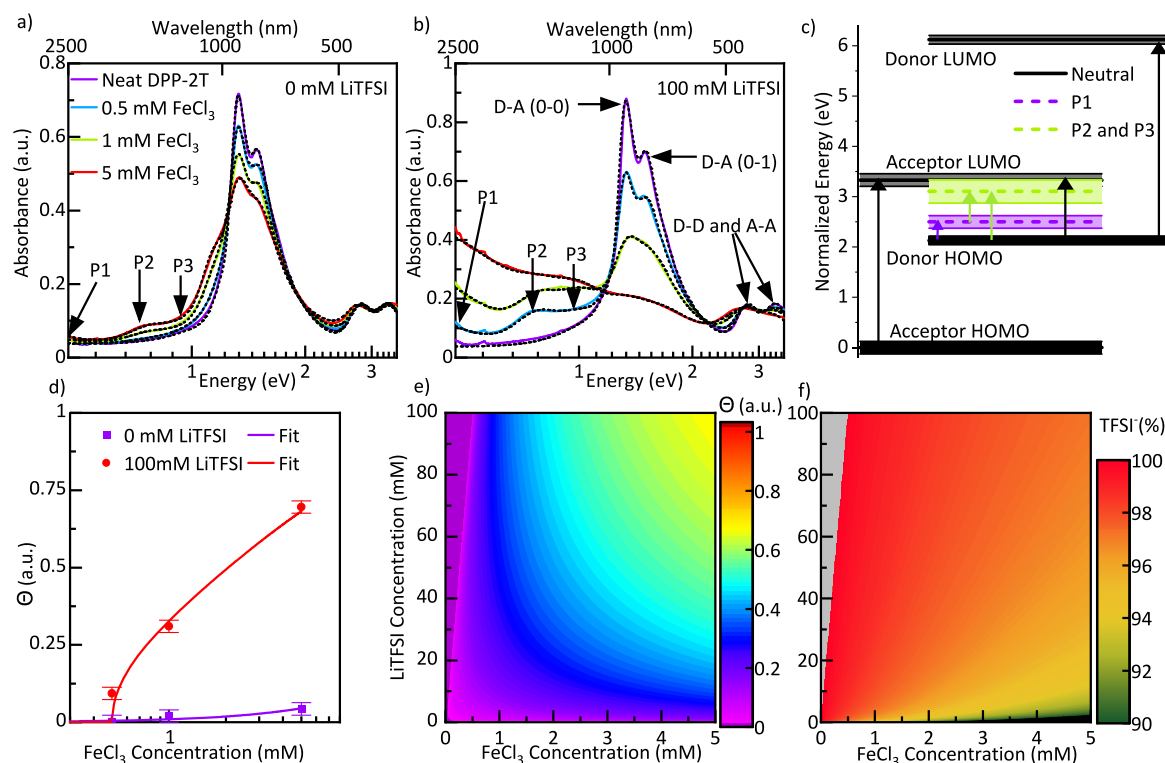 a)
Wavelength (nm)
2500
1000
500
0.8
0.7
0.6
0.5
0.4
0.3
0.2
0.1
0
Absorbance (a.u.)
Neat DPP-2T
0.5 mM FeCl3
1 mM FeCl3
5 mM FeCl3
0 mM LiTFSI
P1
P2
P3
1
2
3
Energy (eV)
b)
Wavelength (nm)
2500
1000
500
1
0.8
0.6
0.4
0.2
0
Absorbance (a.u.)
100 mM LiTFSI
D-A (0-0)
D-A (0-1)
D-D and A-A
P1
P2
P3
1
2
3
Energy (eV)
c)
6
5
4
3
2
1
0
Normalized Energy (eV)
Donor LUMO
Neutral
P1
P2 and P3
Acceptor LUMO
Donor HOMO
Acceptor HOMO
d)
1
0.75
0.5
0.25
0
Θ (a.u.)
0 mM LiTFSI
Fit
100mM LiTFSI
Fit
1
FeCl3 Concentration (mM)
e)
Θ (a.u.)
100
80
60
40
20
0
LiTFSI Concentration (mM)
0
1
2
3
4
5
FeCl3 Concentration (mM)
1
0.8
0.6
0.4
0.2
0
f)
TFSI-(%)
100
80
60
40
20
0
0
1
2
3
4
5
FeCl3 Concentration (mM)
100
98
96
94
92
90